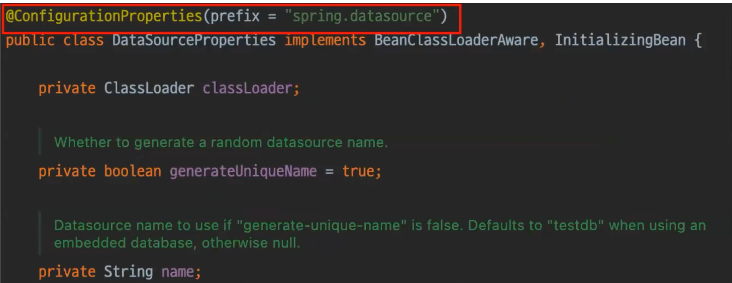 @ConfigurationProperties(prefix = "spring.datasource")
public class DataSourceProperties implements BeanClassLoaderAware, InitializingBean {
private ClassLoader classLoader;
Whether to generate a random datasource name.
private boolean generateUniqueName = true;
Datasource name to use if "generate-unique-name" is false. Defaults to "testdb" when using an
embedded database, otherwise null.
private String name;